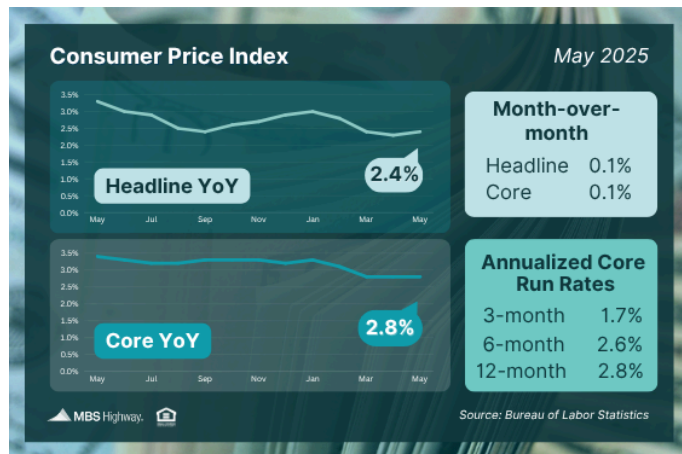 Consumer Price Index
May 2025
3.5%
3.0%
2.5%
2.0%
1.5%
1.0%
0.5%
0.0%
Headline YoY
2.4%
May Jul Sep Nov Jan Mar May
Month-over-
month
Headline 0.1%
Core 0.1%
3.5%
3.0%
2.5%
2.0%
1.5%
1.0%
0.5%
0.0%
Core YoY
2.8%
May Jul Sep Nov Jan Mar May
Annualized Core
Run Rates
3-month 1.7%
6-month 2.6%
12-month 2.8%
MBS Highway.
Source: Bureau of Labor Statistics